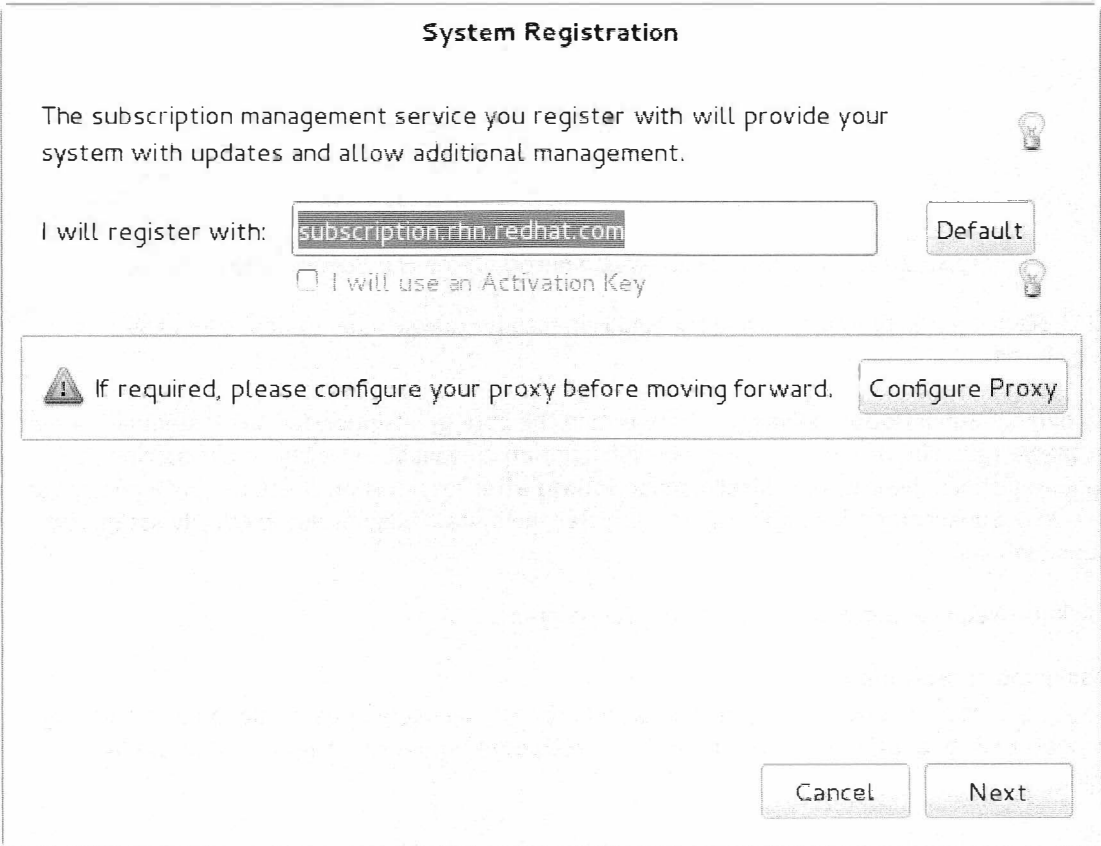 System Registration
The subscription management service you register with will provide your
system with updates and allow additional management.
I will register with: subscription.rhn.redhat.com Default
I will use an Activation Key
If required, please configure your proxy before moving forward. Configure Proxy
Cancel Next